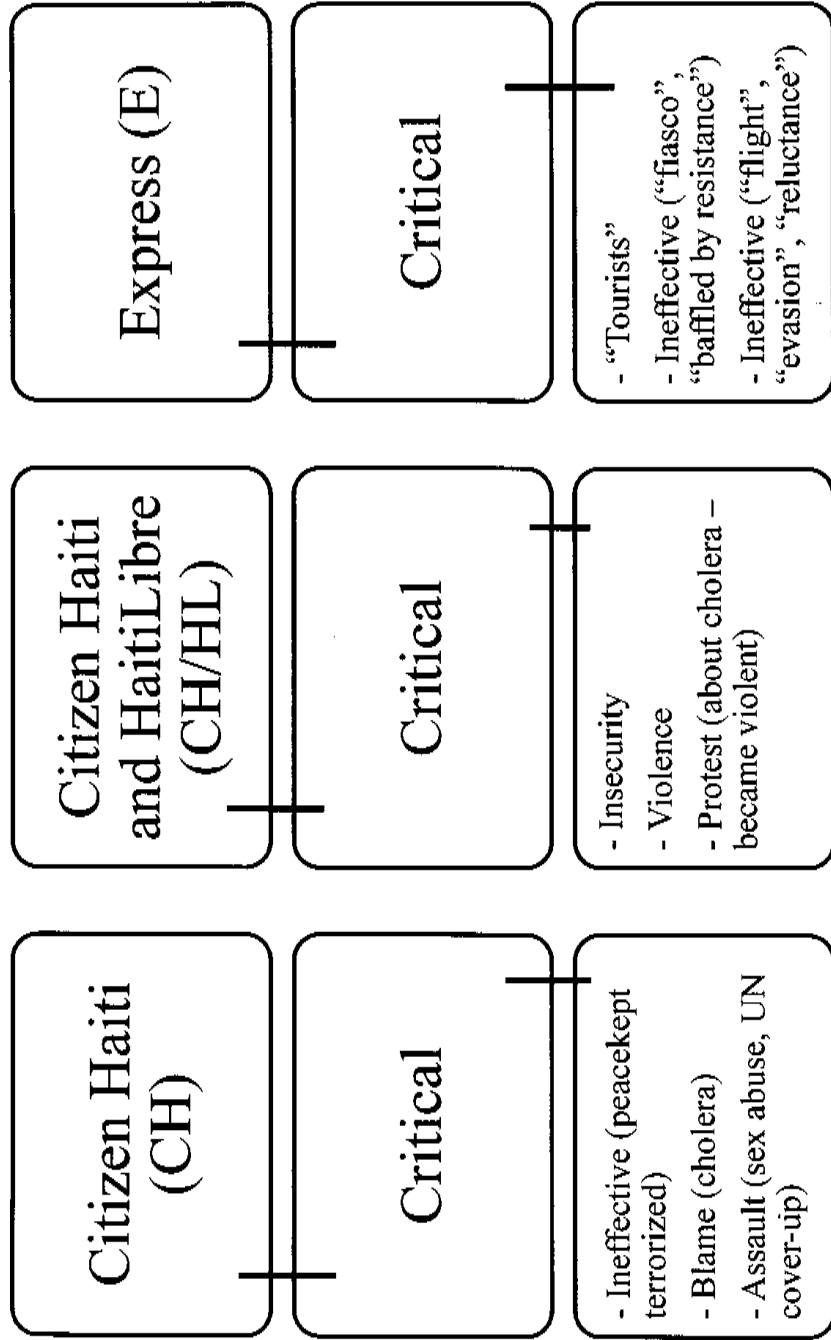 Citizen Haiti
(CH)
Critical
- Ineffective (peacekept
terrorized)
- Blame (cholera)
- Assault (sex abuse, UN
cover-up)
Citizen Haiti
and HaitiLibre
(CH/HL)
Critical
- Insecurity
- Violence
- Protest (about cholera –
became violent)
Express (E)
Critical
- “Tourists”
- Ineffective (“fiasco”,
“baffled by resistance”)
- Ineffective (“flight”,
“evasion”, “reluctance”)